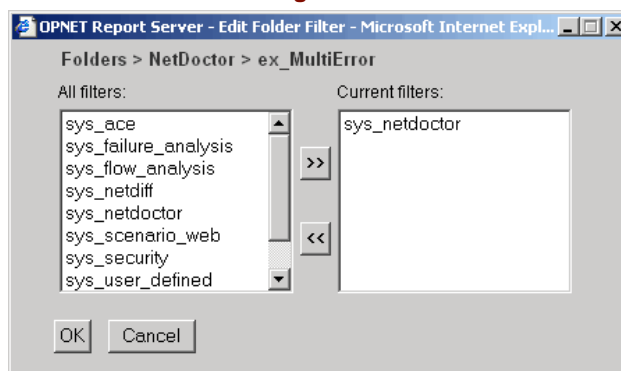 OPNET Report Server - Edit Folder Filter - Microsoft Internet Expl...
Folders > NetDoctor > ex_MultiError
All filters:
Current filters:
sys_ace
sys_failure_analysis
sys_flow_analysis
sys_netdiff
sys_netdoctor
sys_scenario_web
sys_security
sys_user_defined
>>
<<
sys_netdoctor
OK
Cancel